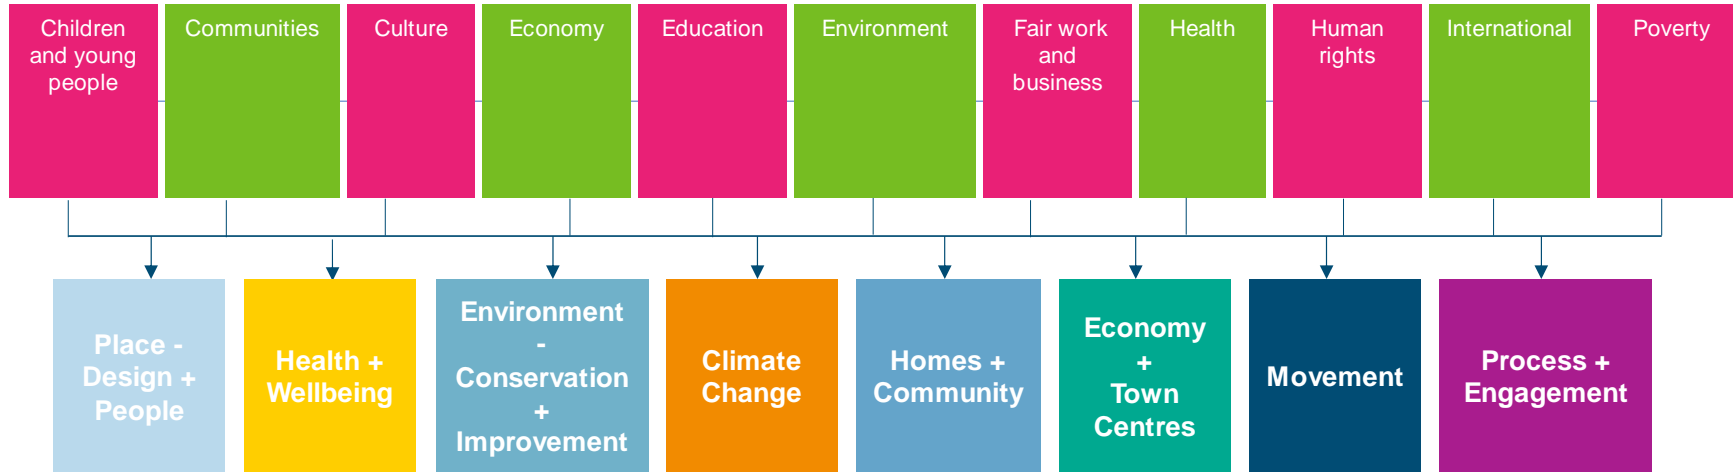 Children
and young
people
Communities
Culture
Economy
Education
Environment
Fair work
and
business
Health
Human
rights
International
Poverty
Place -
Design +
People
Health +
Wellbeing
Environment
-
Conservation
+
Improvement
Climate
Change
Homes +
Community
Economy
+
Town
Centres
Movement
Process +
Engagement